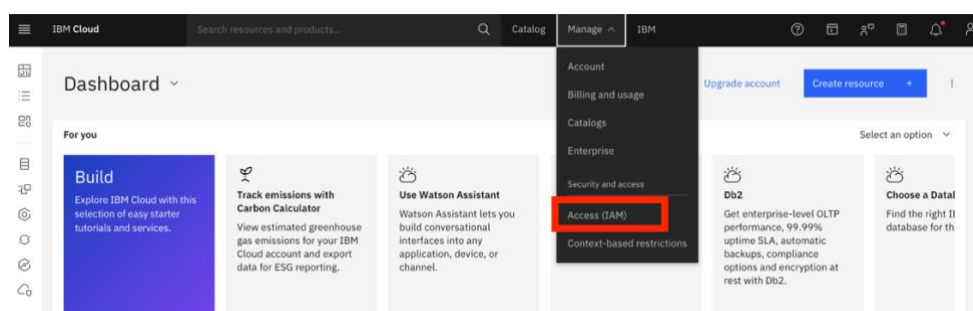 IBM Cloud
Search resources and products...
Catalog
Manage
IBM
Dashboard
Upgrade account
Create resource +
For you
Select an option
Account
Billing and usage
Catalogs
Enterprise
Security and access
Access (IAM)
Context-based restrictions
Build
Explore IBM Cloud with this
selection of easy starter
tutorials and services.
Track emissions with
Carbon Calculator
View estimated greenhouse
gas emissions for your IBM
Cloud account and export
data for ESG reporting.
Use Watson Assistant
Watson Assistant lets you
build conversational
interfaces into any
application, device, or
channel.
Db2
Get enterprise-level OLTP
performance, 99.99%
uptime SLA, automatic
backups, compliance
options and encryption at
rest with Db2.
Choose a Datal
Find the right II
database for th